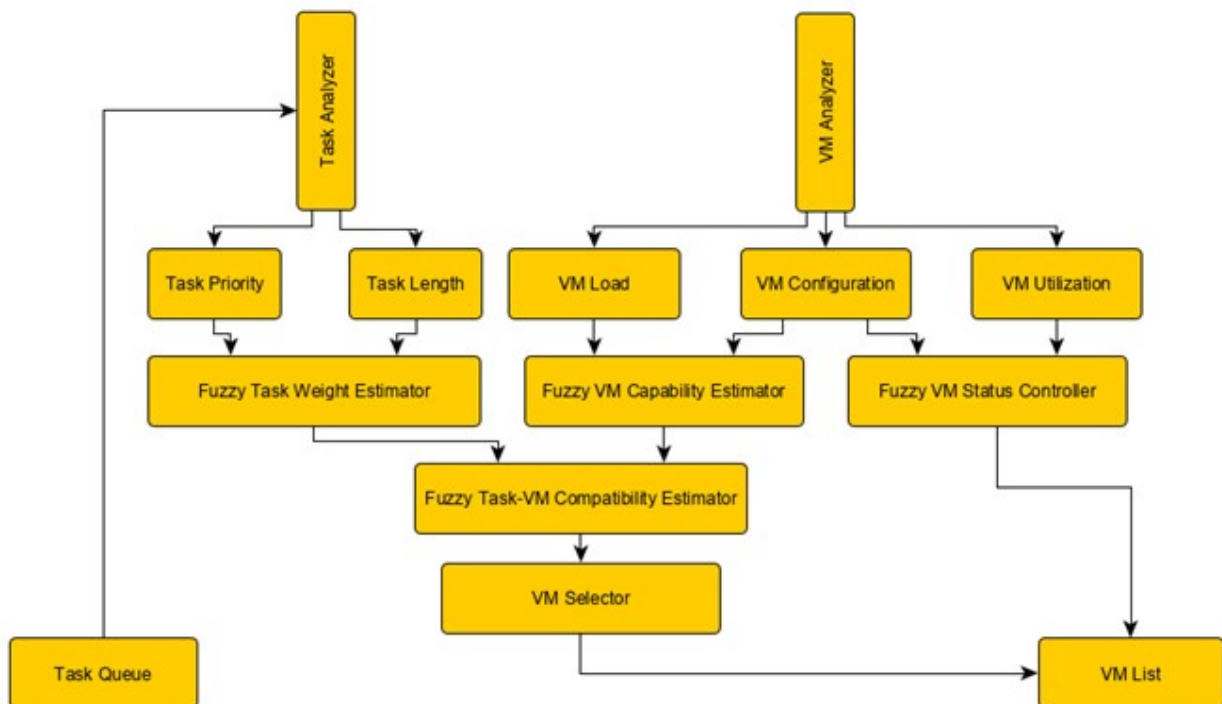 Task Analyzer
VM Analyzer
Task Priority
Task Length
VM Load
VM Configuration
VM Utilization
Fuzzy Task Weight Estimator
Fuzzy VM Capability Estimator
Fuzzy VM Status Controller
Fuzzy Task-VM Compatibility Estimator
VM Selector
Task Queue
VM List